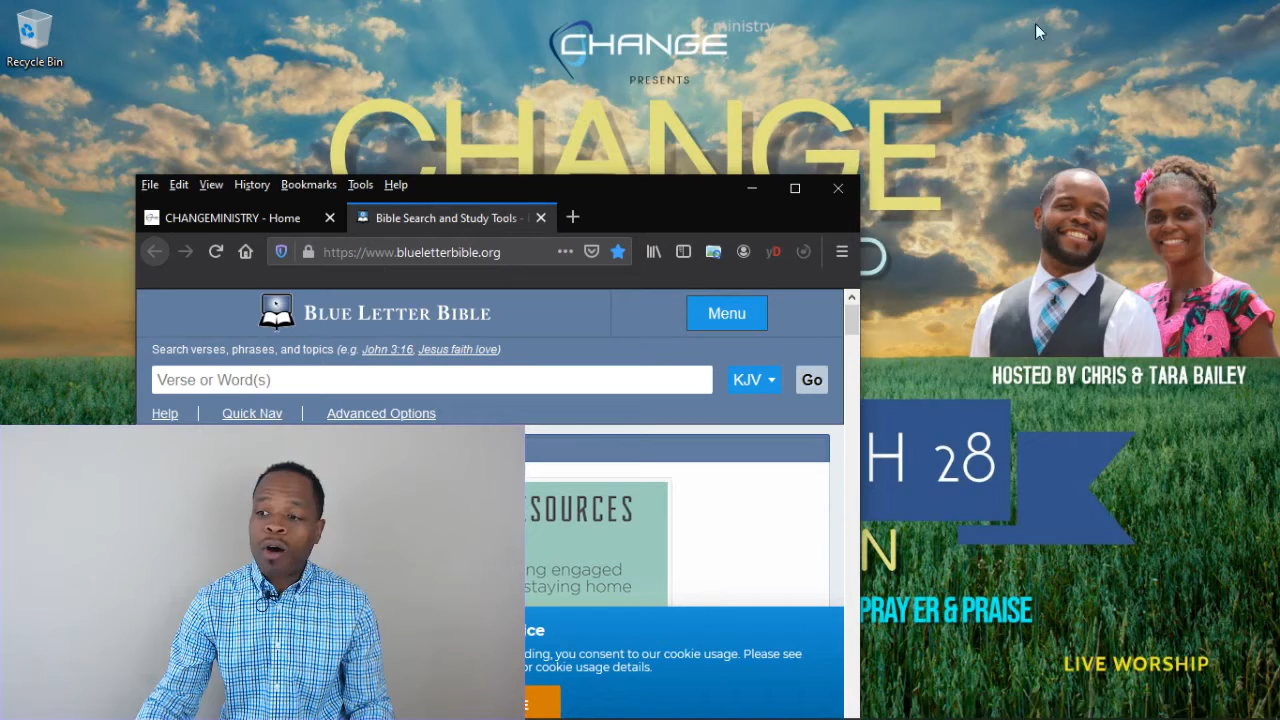 Recycle Bin
ministry
CHANGE
PRESENTS
CHANGE
File Edit View History Bookmarks Tools Help
CHANGEMINISTRY - Home
Bible Search and Study Tools -
https://www.blueletterbible.org
yD
BLUE LETTER BIBLE
Menu
Search verses, phrases, and topics (e.g. John 3:16, Jesus faith love)
Verse or Word(s)
KJV
Go
Help
Quick Nav
Advanced Options
HOSTED BY CHRIS & TARA BAILEY
H 28
N
PRAYER & PRAISE
LIVE WORSHIP
SOURCES
ng engaged
staying home
ice
ding, you consent to our cookie usage. Please see
or cookie usage details.
E